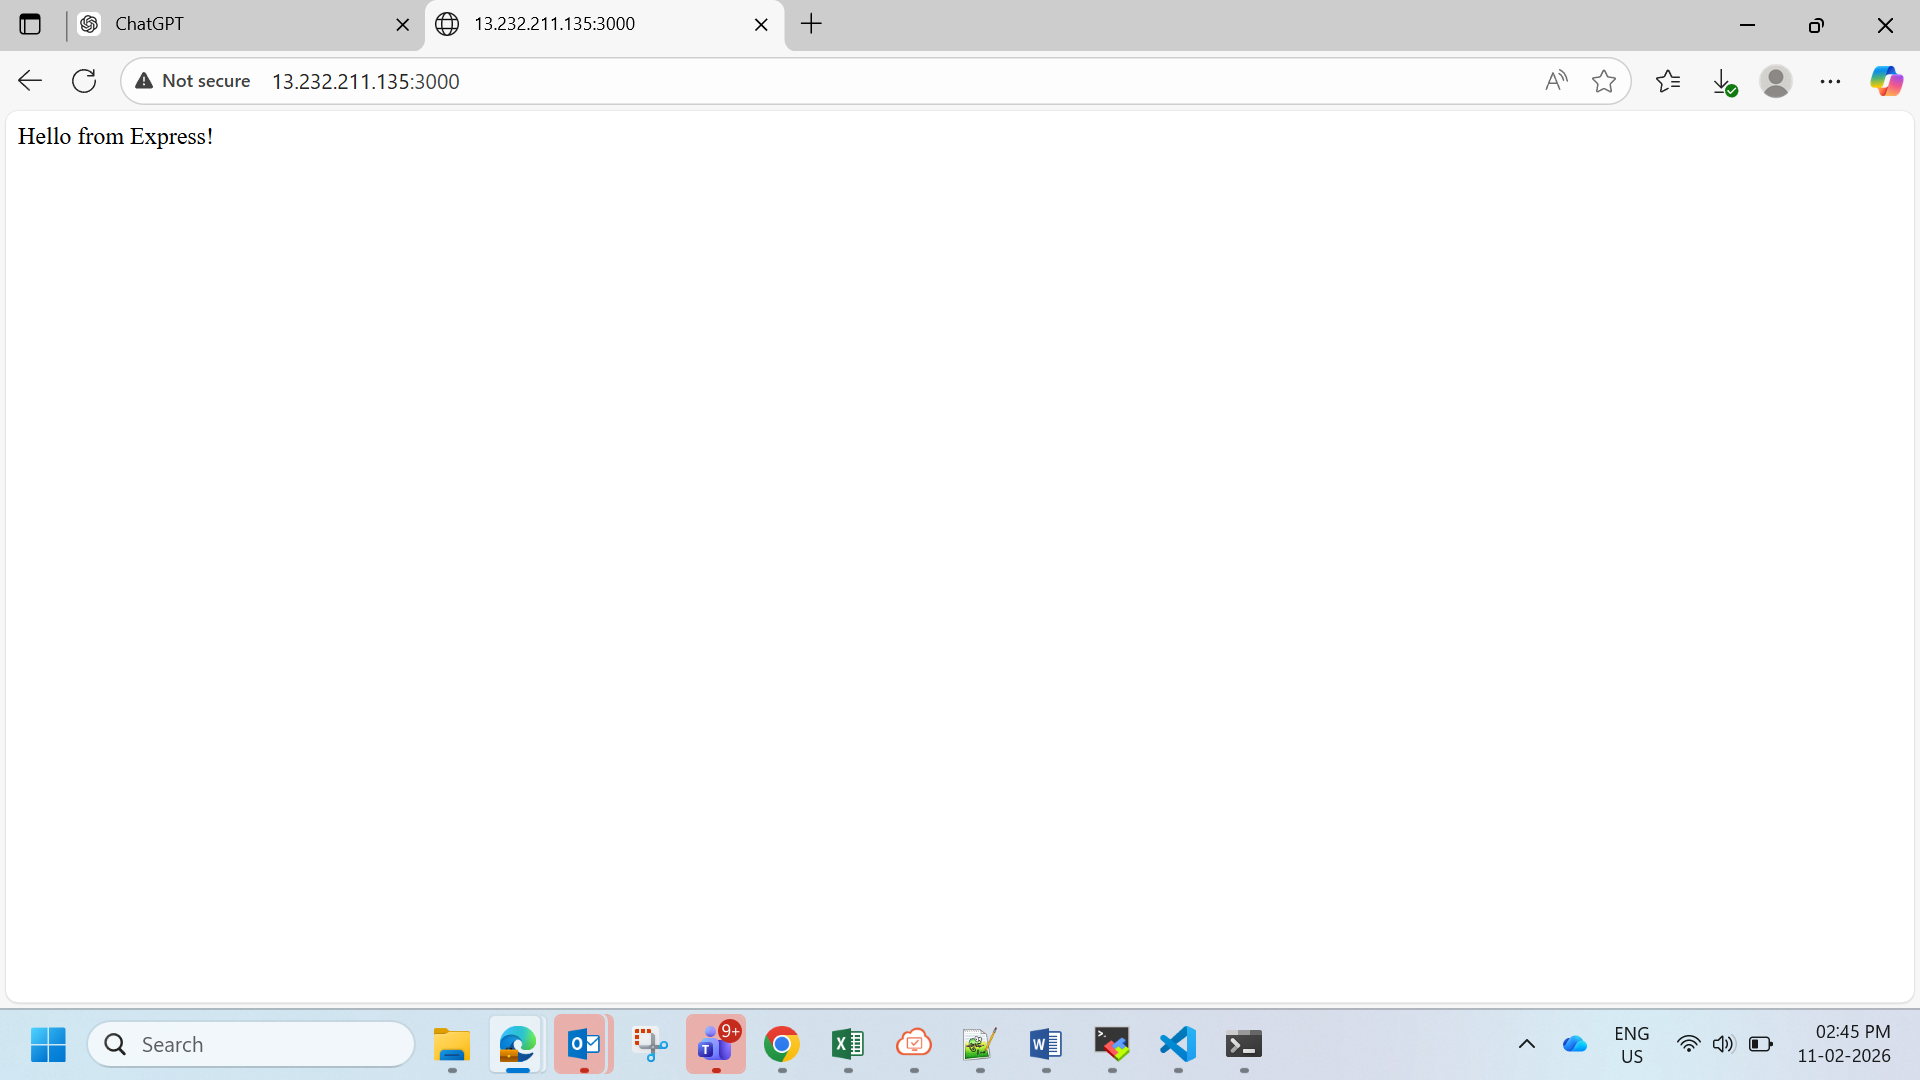 ChatGPT
13.232.211.135:3000
Not secure
13.232.211.135:3000
Hello from Express!
Search
9+
ENG
US
02:45 PM
11-02-2026